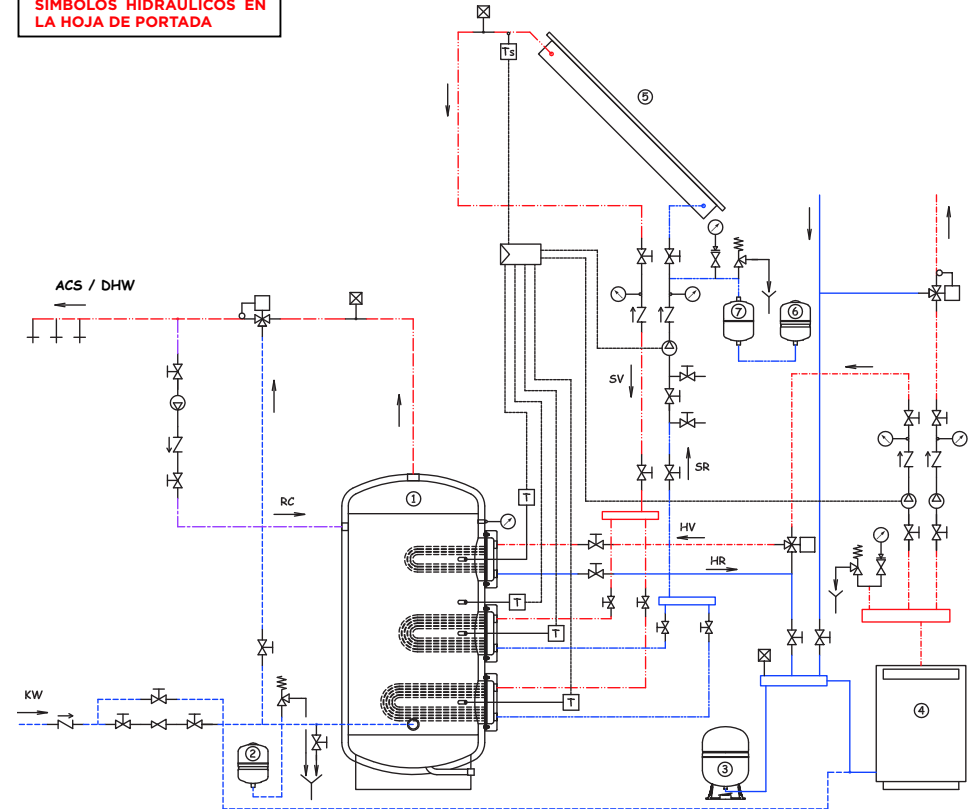 SÍMBOLOS HIDRÁULICOS EN
LA HOJA DE PORTADA
Ts
5
ACS / DHW
7
6
SV
SR
1
T
RC
HV
HR
T
T
T
KW
2
3
4